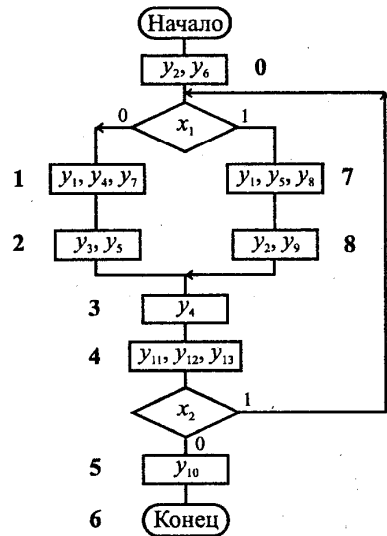 Начало
y₂, y₆ 0
0 x₁ 1
1 y₁, y₄, y₇ y₁, y₅, y₈ 7
2 y₃, y₅ y₂, y₉ 8
3 y₄
4 y₁₁, y₁₂, y₁₃
x₂ 1
0
5 y₁₀
6 Конец